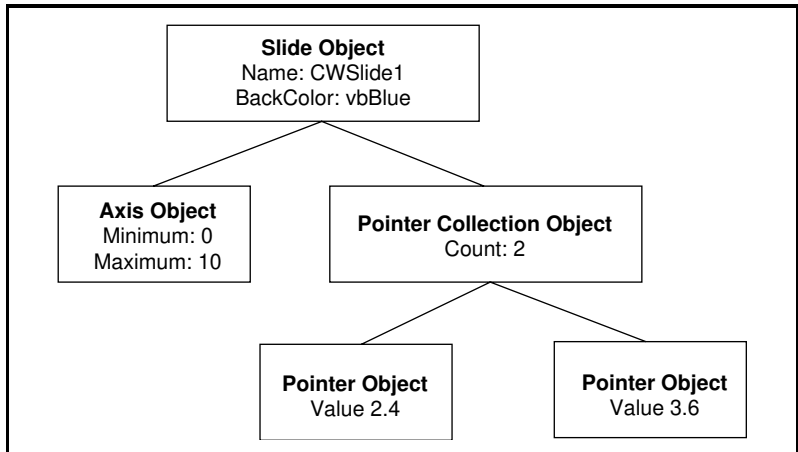 Slide Object
Name: CWSlide1
BackColor: vbBlue
Axis Object
Minimum: 0
Maximum: 10
Pointer Collection Object
Count: 2
Pointer Object
Value 2.4
Pointer Object
Value 3.6